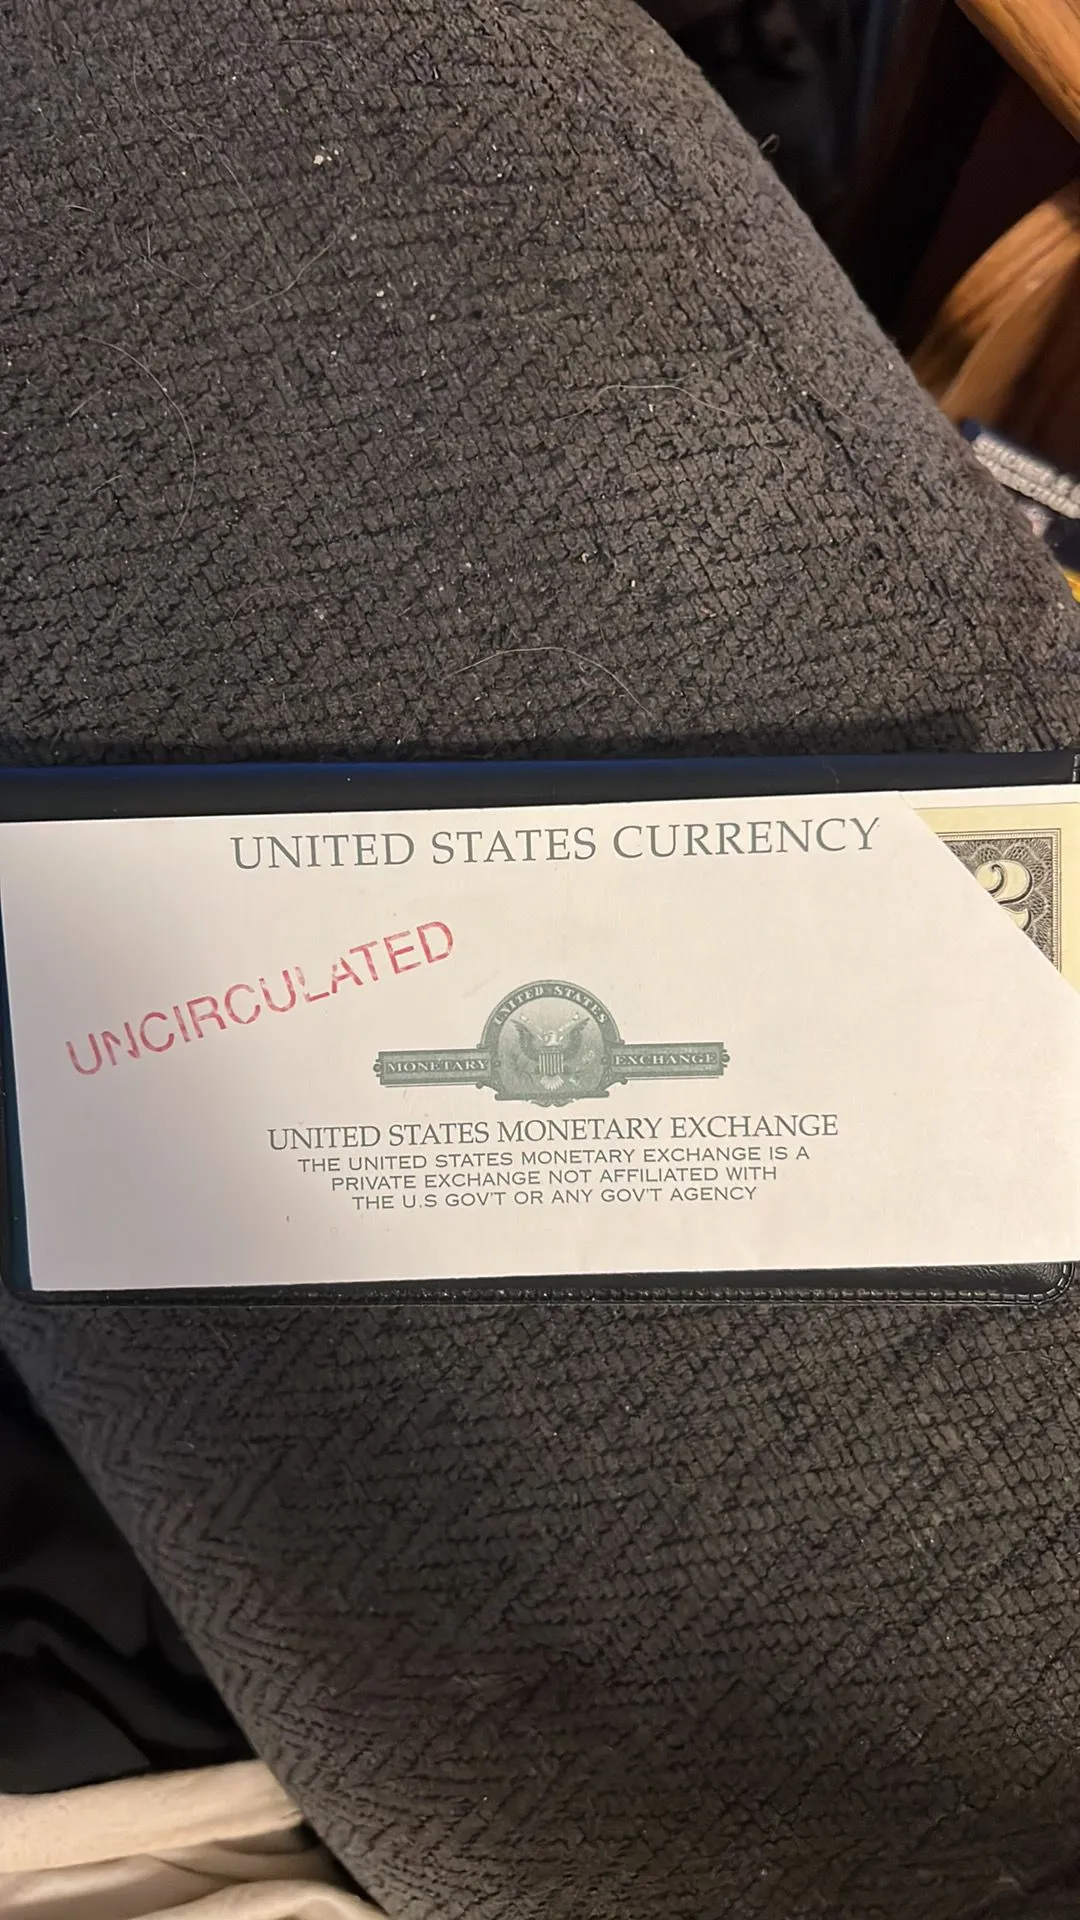 UNITED STATES CURRENCY
2
UNCIRCULATED
UNITED STATES
MONETARY EXCHANGE
UNITED STATES MONETARY EXCHANGE
THE UNITED STATES MONETARY EXCHANGE IS A
PRIVATE EXCHANGE NOT AFFILIATED WITH
THE U.S GOV'T OR ANY GOV'T AGENCY